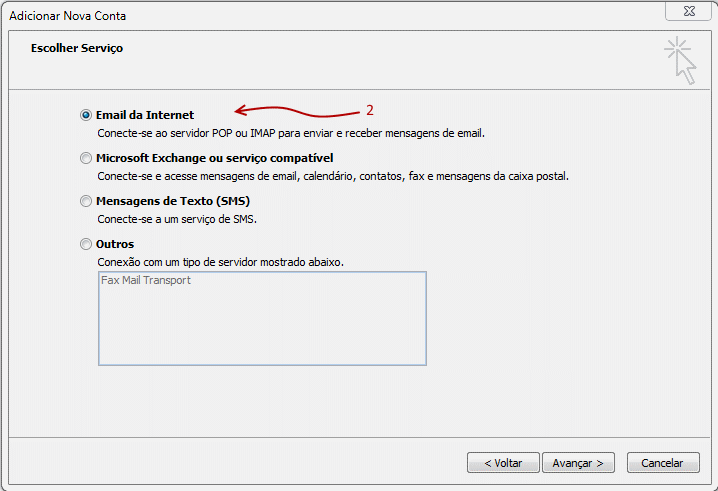 Adicionar Nova Conta
Escolher Serviço
Email da Internet
2
Conecte-se ao servidor POP ou IMAP para enviar e receber mensagens de email.
Microsoft Exchange ou serviço compatível
Conecte-se e acesse mensagens de email, calendário, contatos, fax e mensagens da caixa postal.
Mensagens de Texto (SMS)
Conecte-se a um serviço de SMS.
Outros
Conexão com um tipo de servidor mostrado abaixo.
Fax Mail Transport
< Voltar
Avançar >
Cancelar